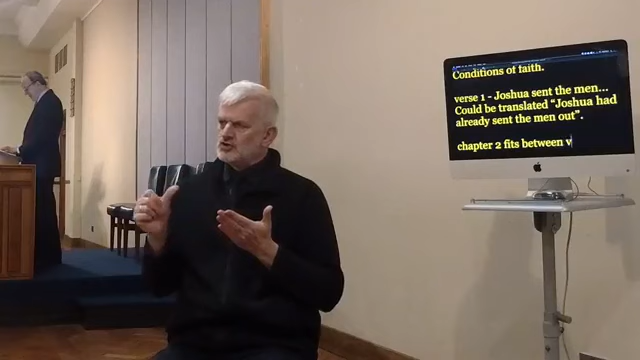 Conditions of faith.
verse 1 - Joshua sent the men...
Could be translated “Joshua had
already sent the men out”.
chapter 2 fits between v